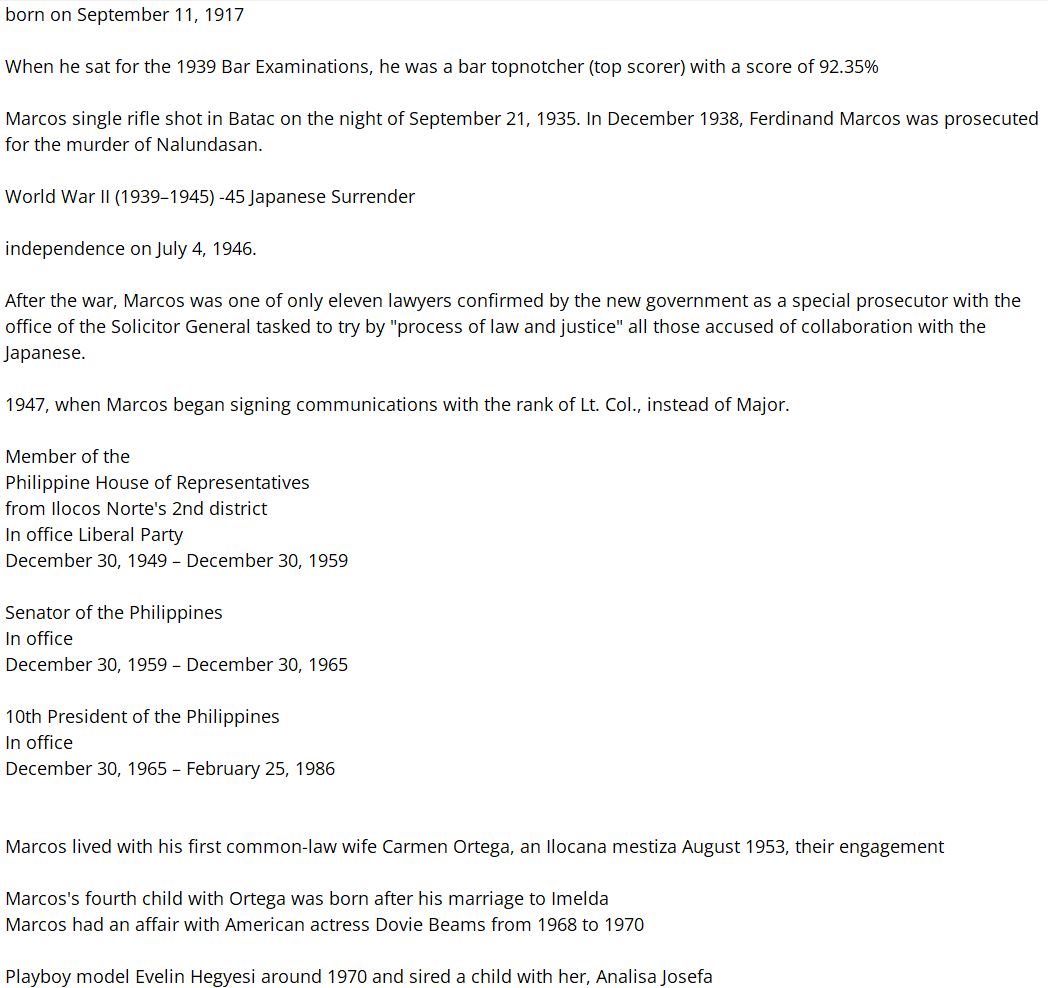 born on September 11, 1917
When he sat for the 1939 Bar Examinations, he was a bar topnotcher (top scorer) with a score of 92.35%
Marcos single rifle shot in Batac on the night of September 21, 1935. In December 1938, Ferdinand Marcos was prosecuted
for the murder of Nalundasan.
World War II (1939–1945) -45 Japanese Surrender
independence on July 4, 1946.
After the war, Marcos was one of only eleven lawyers confirmed by the new government as a special prosecutor with the
office of the Solicitor General tasked to try by "process of law and justice" all those accused of collaboration with the
Japanese.
1947, when Marcos began signing communications with the rank of Lt. Col., instead of Major.
Member of the
Philippine House of Representatives
from Ilocos Norte's 2nd district
In office Liberal Party
December 30, 1949 – December 30, 1959
Senator of the Philippines
In office
December 30, 1959 – December 30, 1965
10th President of the Philippines
In office
December 30, 1965 – February 25, 1986
Marcos lived with his first common-law wife Carmen Ortega, an Ilocana mestiza August 1953, their engagement
Marcos's fourth child with Ortega was born after his marriage to Imelda
Marcos had an affair with American actress Dovie Beams from 1968 to 1970
Playboy model Evelin Hegyesi around 1970 and sired a child with her, Analisa Josefa